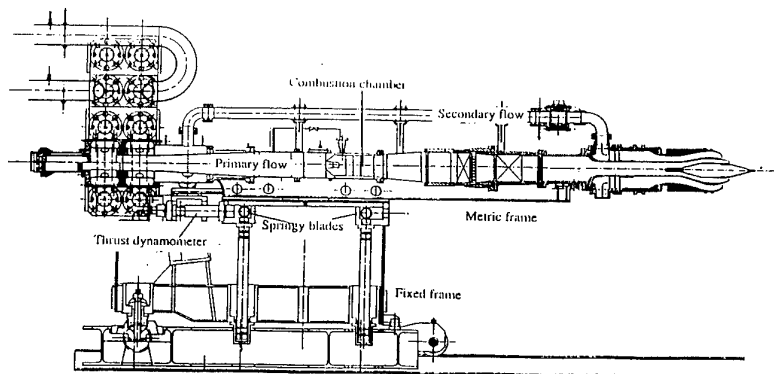 Combustion chamber
Secondary flow
Primary flow
Metric frame
Springy blades
Thrust dynamometer
Fixed frame